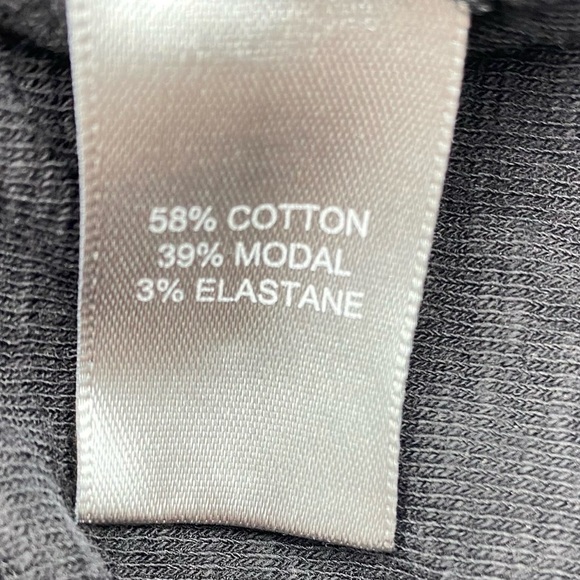 58% COTTON
39% MODAL
3% ELASTANE